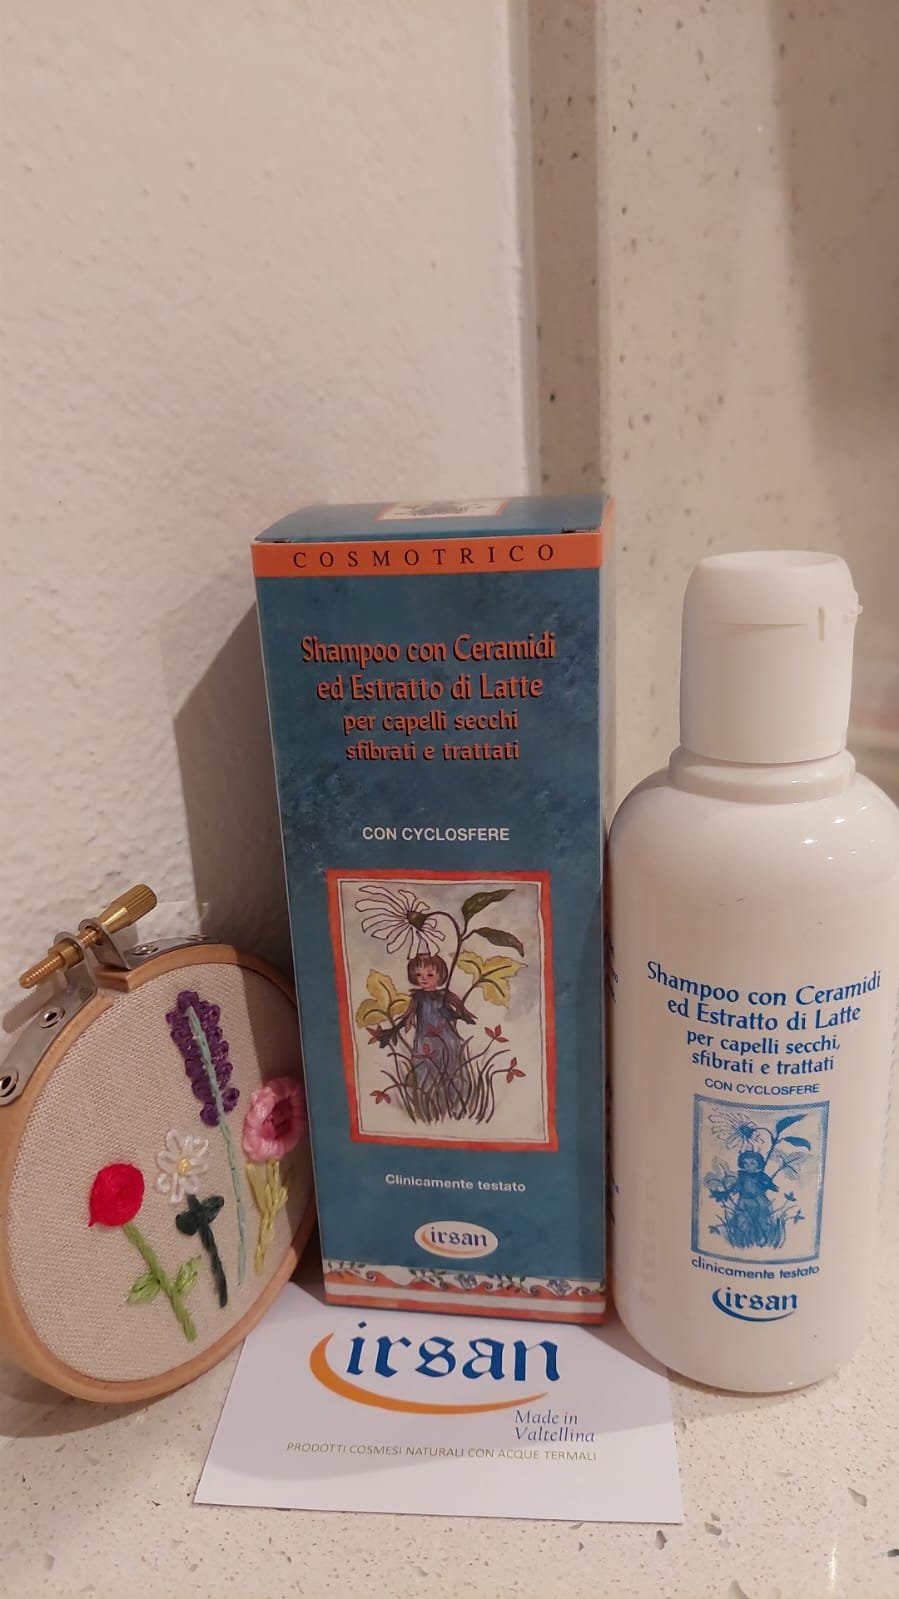 COSMOTRICO
Shampoo con Ceramidi
ed Estratto di Latte
per capelli secchi
sfibrati e trattati
CON CYCLOSFERE
Clinicamente testato
irsan
Shampoo con Ceramidi
ed Estratto di Latte
per capelli secchi,
sfibrati e trattati
CON CYCLOSFERE
clinicamente testato
irsan
irsan
Made in
Valtellina
PRODOTTI COSMESI NATURALI CON ACQUE TERMALI